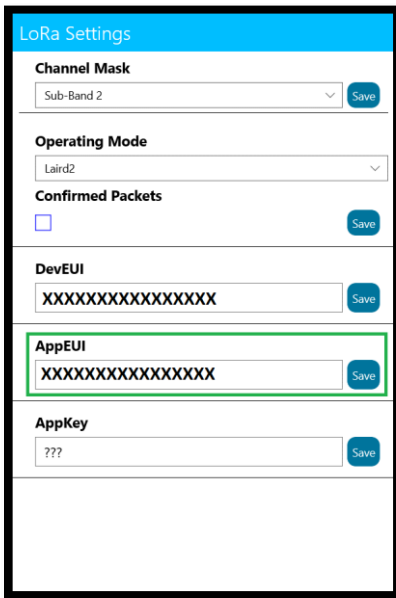 LoRa Settings
Channel Mask
Sub-Band 2
Save
Operating Mode
Laird2
Confirmed Packets
Save
DevEUI
XXXXXXXXXXXXXXXX
Save
AppEUI
XXXXXXXXXXXXXXXX
Save
AppKey
???
Save